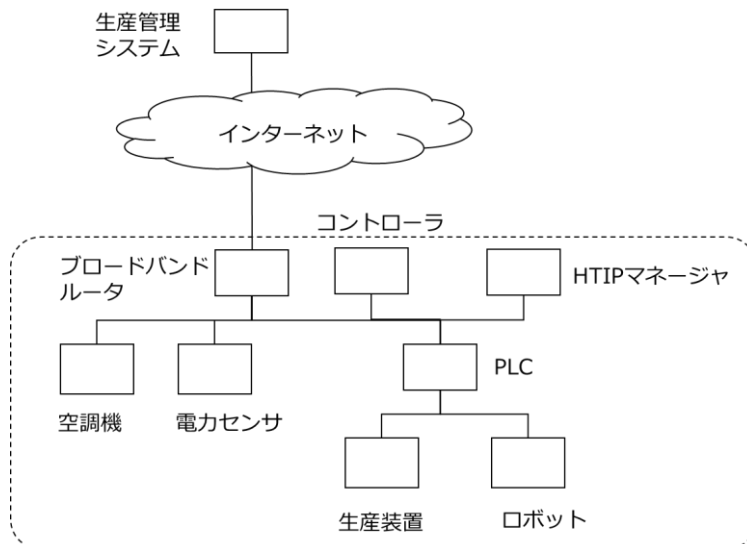 生産管理
システム
インターネット
コントローラ
ブロードバンド
ルータ
HTIPマネージャ
PLC
空調機
電力センサ
生産装置
ロボット